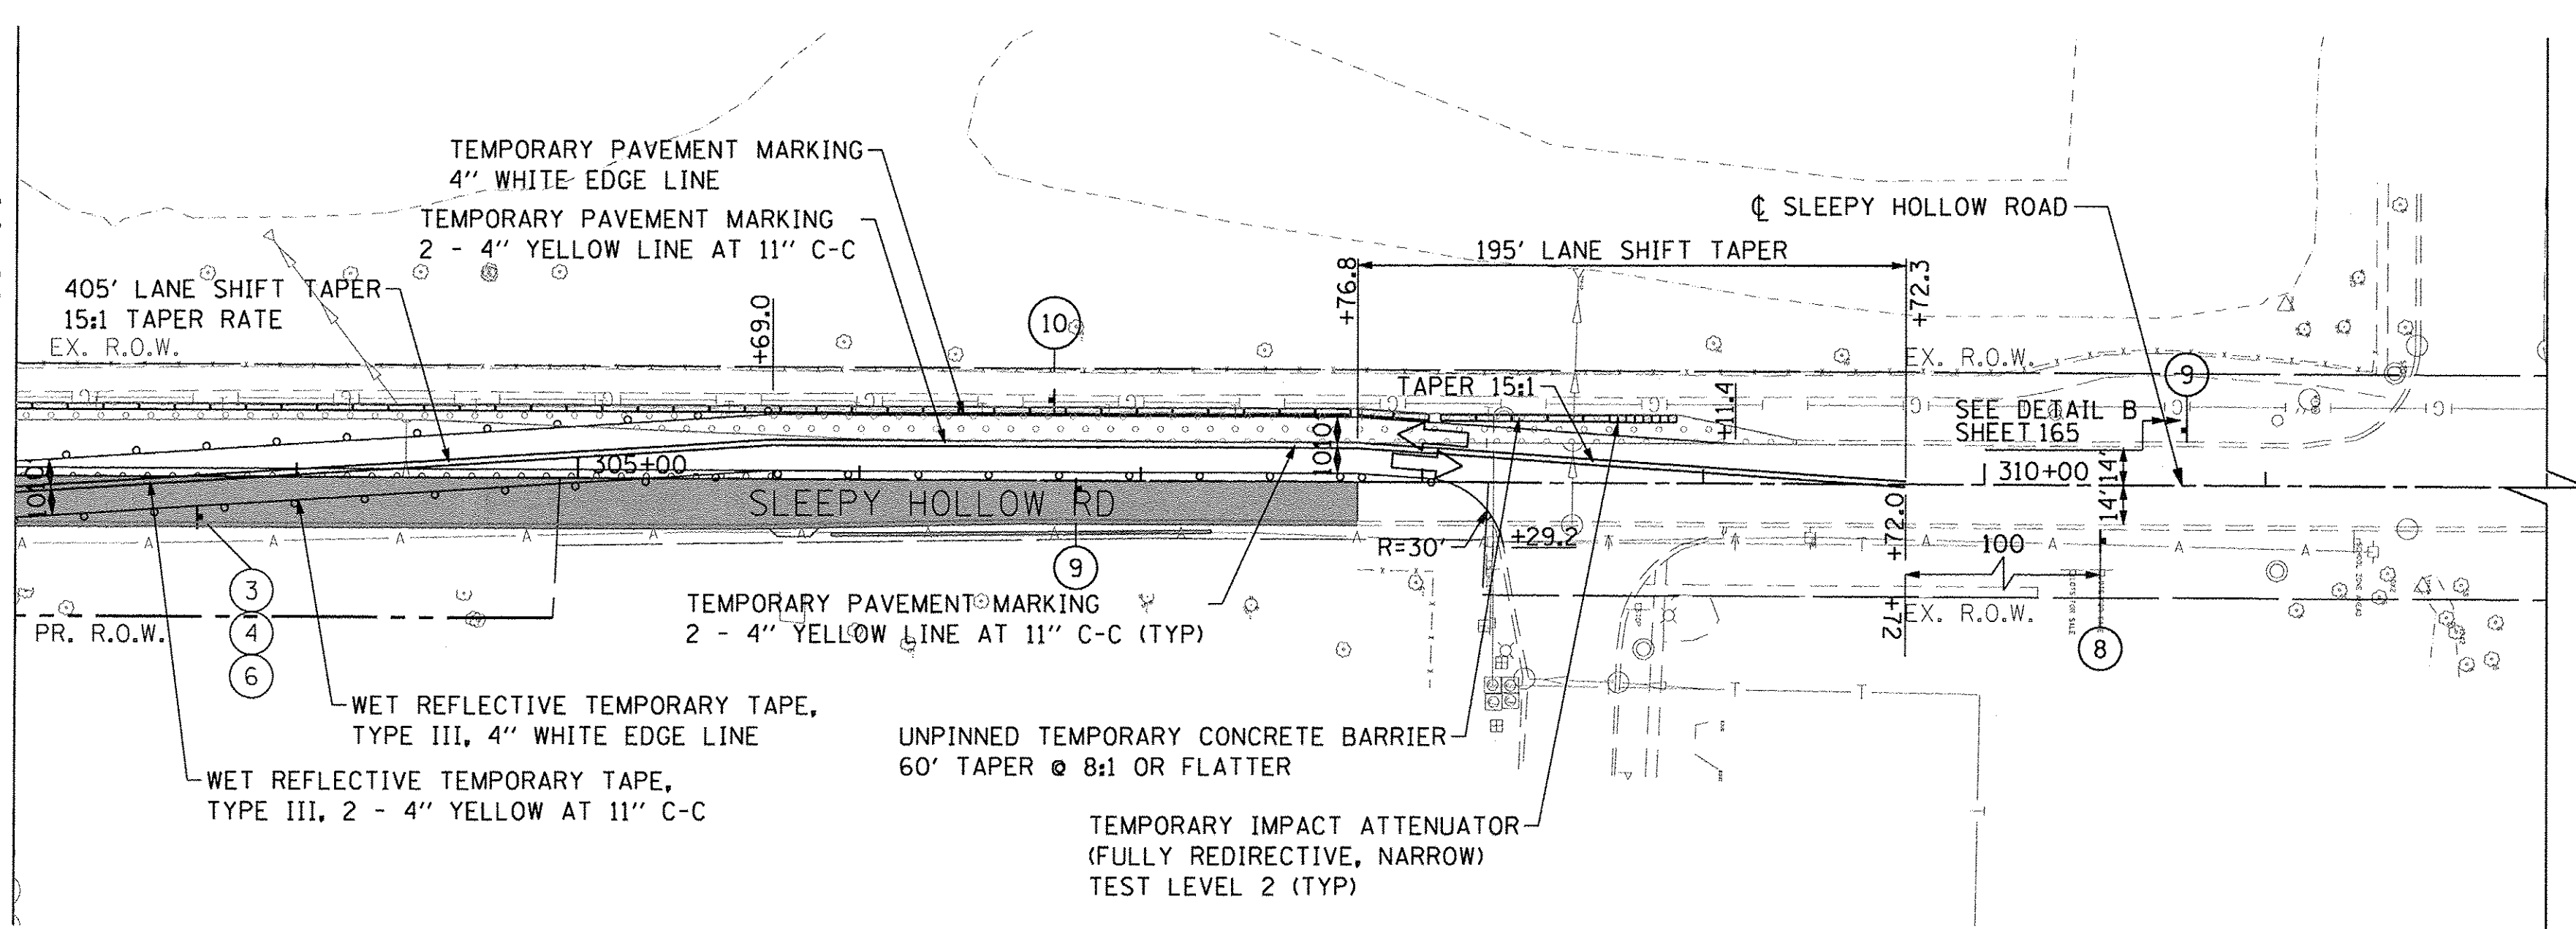 TEMPORARY PAVEMENT MARKING
4" WHITE EDGE LINE
TEMPORARY PAVEMENT MARKING
2 - 4" YELLOW LINE AT 11" C-C
℄ SLEEPY HOLLOW ROAD
195' LANE SHIFT TAPER
405' LANE SHIFT TAPER
15:1 TAPER RATE
EX. R.O.W.
+69.0
10
+76.8
+72.3
EX. R.O.W.
9
TAPER 15:1
+11.4
SEE DETAIL B
SHEET 165
10'
10'
305+00
10'
10'
310+00
14'
14'
SLEEPY HOLLOW RD
R=30'
+29.2
+72.0
100
9
3
4
6
PR. R.O.W.
TEMPORARY PAVEMENT MARKING
2 - 4" YELLOW LINE AT 11" C-C (TYP)
+72
EX. R.O.W.
8
WET REFLECTIVE TEMPORARY TAPE,
TYPE III, 4" WHITE EDGE LINE
UNPINNED TEMPORARY CONCRETE BARRIER
60' TAPER @ 8:1 OR FLATTER
WET REFLECTIVE TEMPORARY TAPE,
TYPE III, 2 - 4" YELLOW AT 11" C-C
TEMPORARY IMPACT ATTENUATOR
(FULLY REDIRECTIVE, NARROW)
TEST LEVEL 2 (TYP)